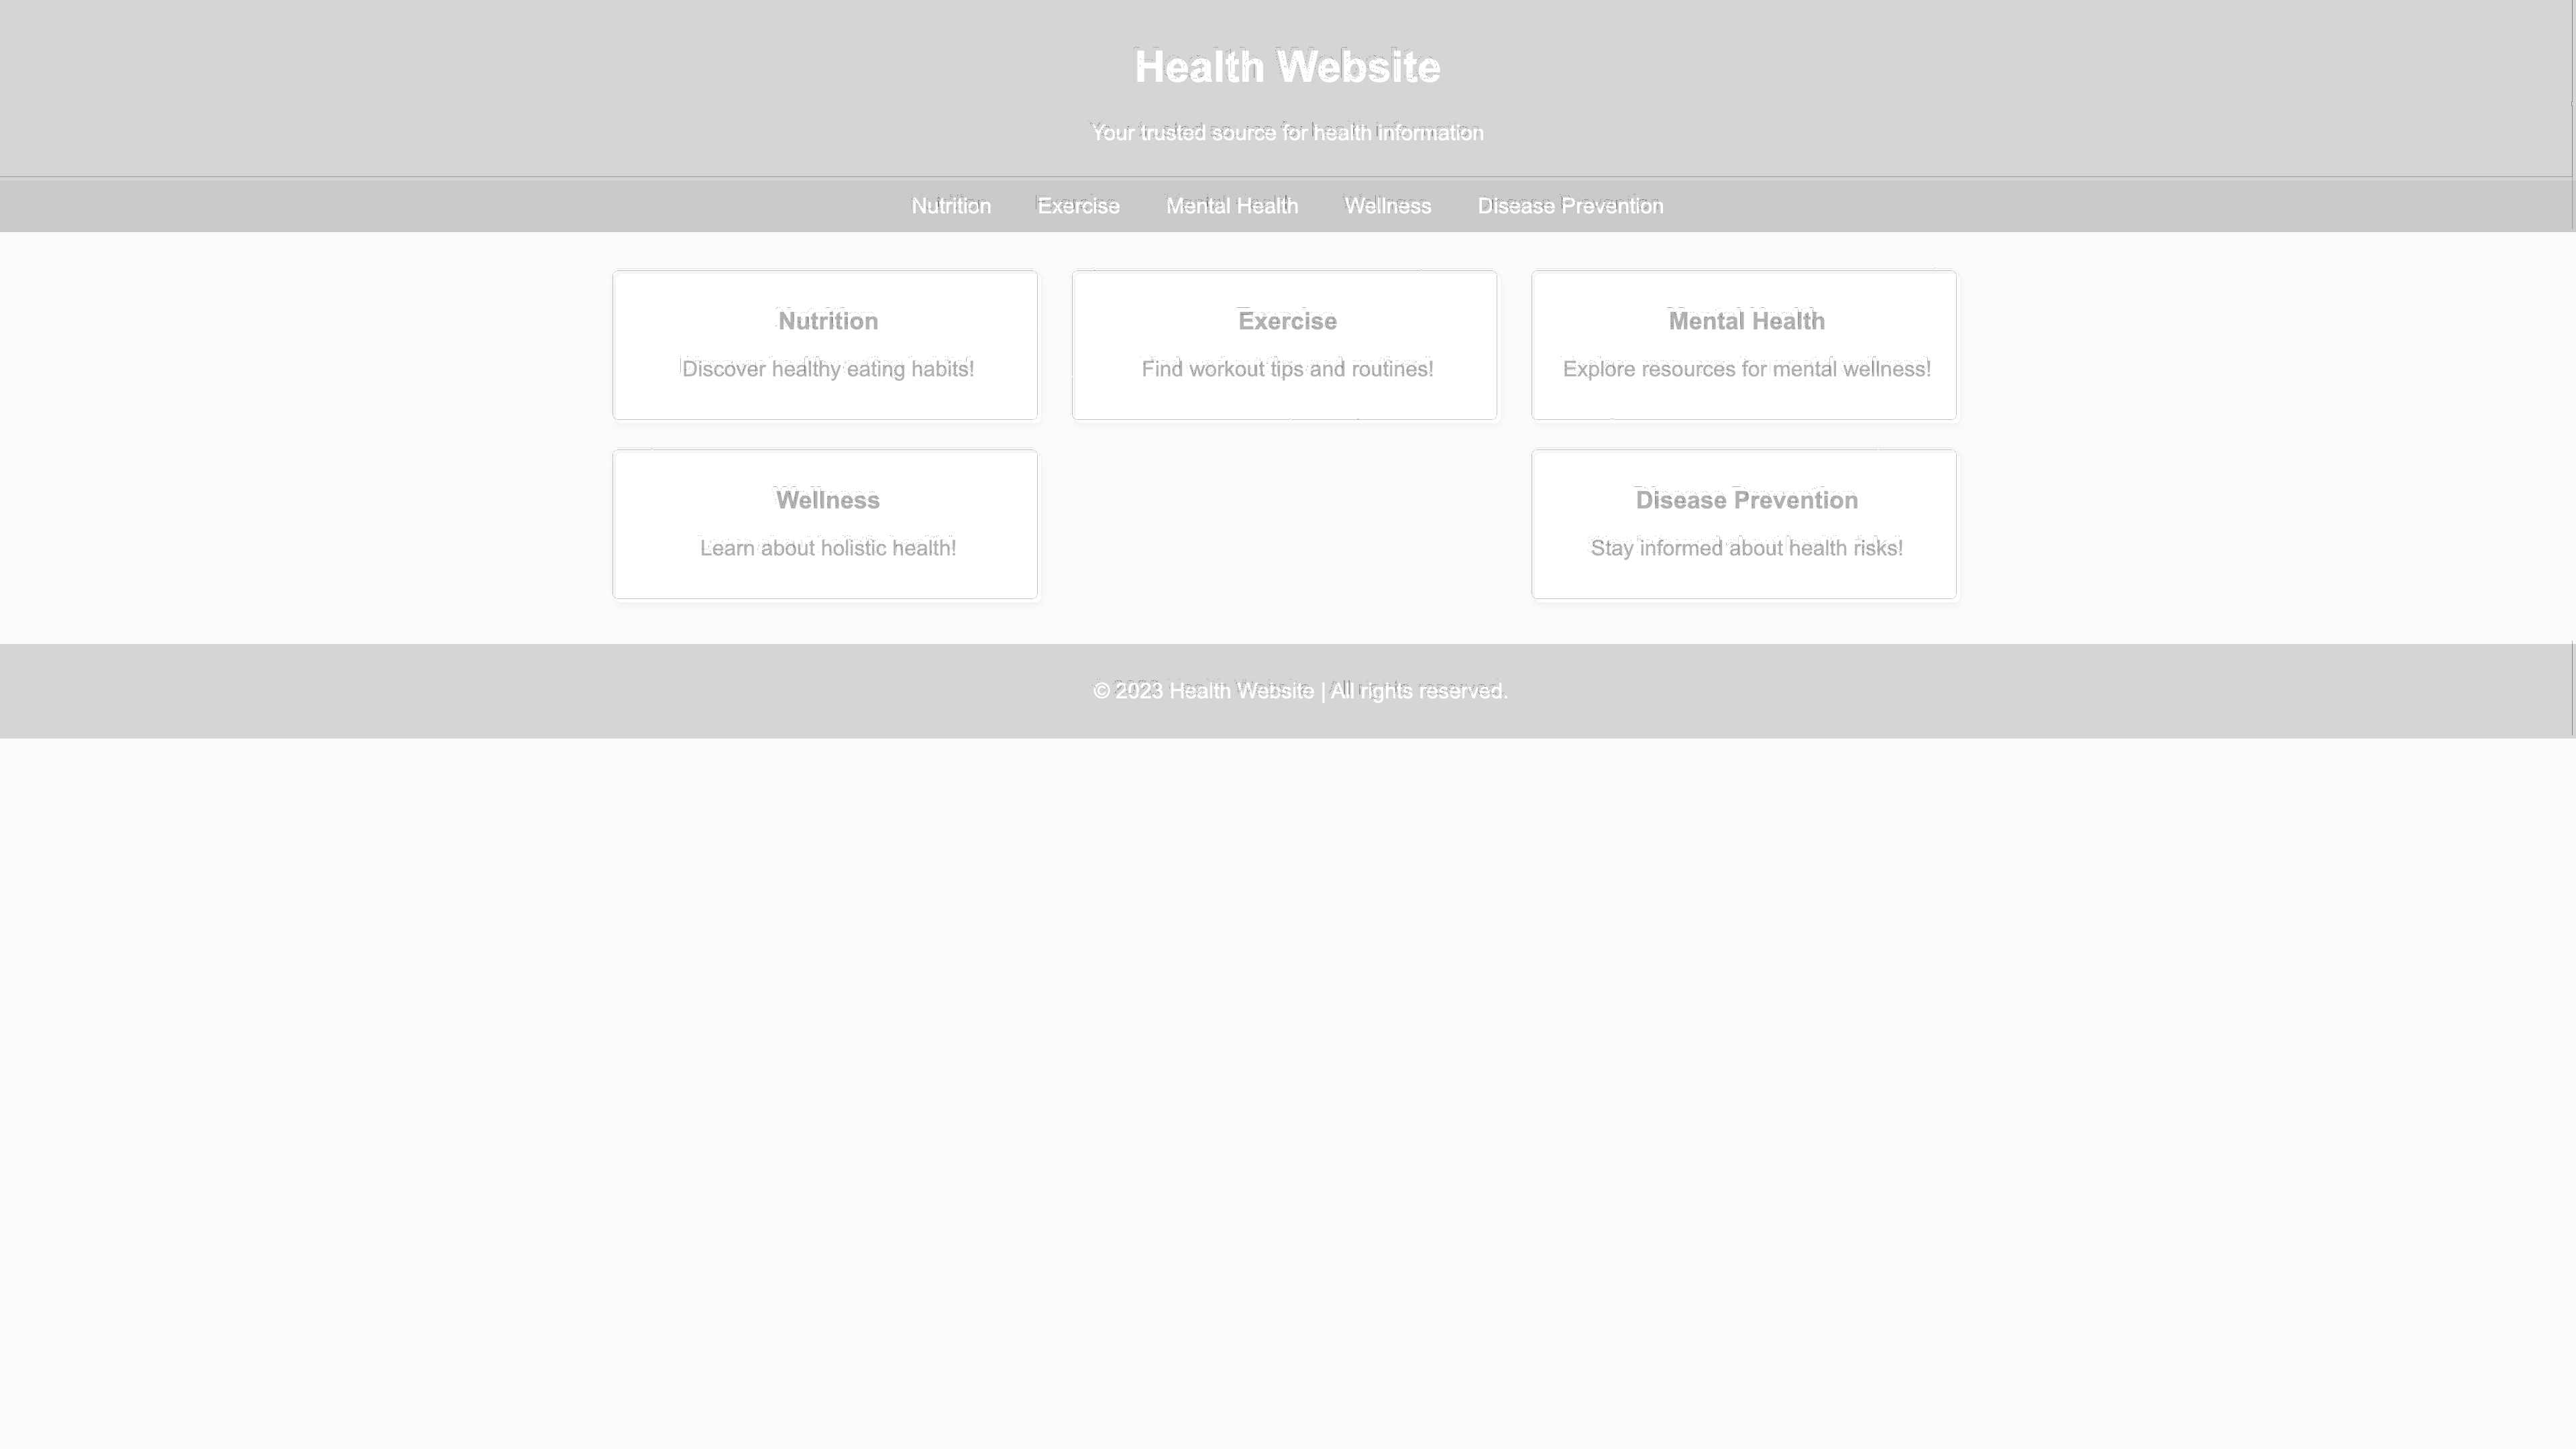 Health Website
Your trusted source for health information
Nutrition Exercise Mental Health Wellness Disease Prevention
Nutrition
Discover healthy eating habits!
Exercise
Find workout tips and routines!
Mental Health
Explore resources for mental wellness!
Wellness
Learn about holistic health!
Disease Prevention
Stay informed about health risks!
© 2023 Health Website | All rights reserved.